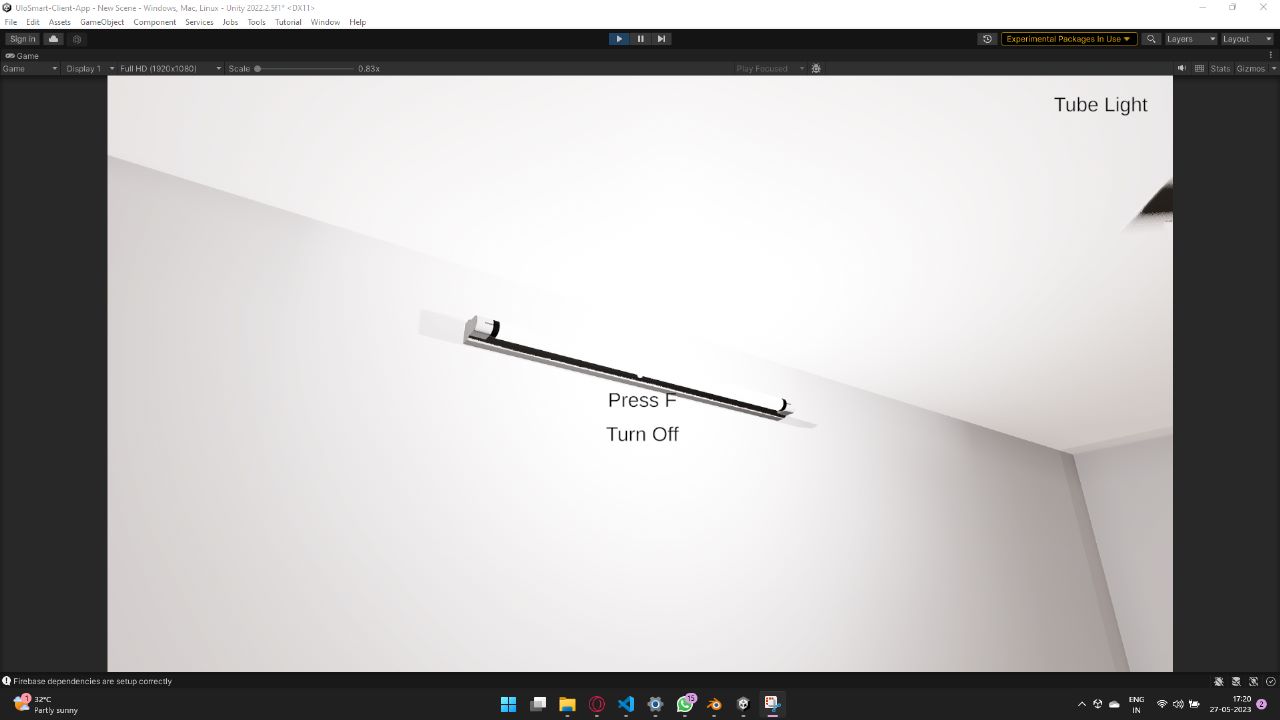 UloSmart-Client-App - New Scene - Windows, Mac, Linux - Unity 2022.2.5f1* <DX11>
File Edit Assets GameObject Component Services Jobs Tools Tutorial Window Help
Sign in Experimental Packages In Use Layers Layout
Game
Game Display 1 Full HD (1920x1080) Scale 0.83x Play Focused Stats Gizmos
Tube Light
Press F
Turn Off
Firebase dependencies are setup correctly
1 32°C
Partly sunny
15
ENG
IN
17:20
27-05-2023
2